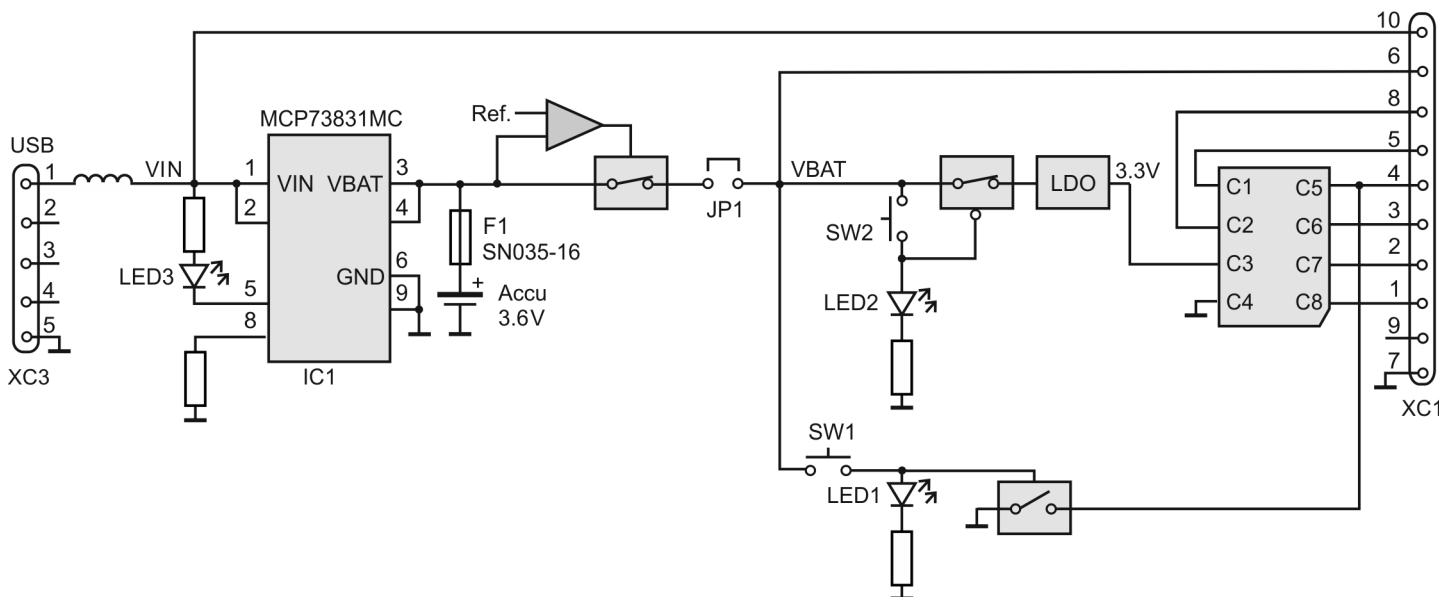 USB
1
2
3
4
5
XC3
VIN
LED3
MCP73831MC
1
2
5
8
VIN VBAT
GND
3
4
6
9
IC1
F1
SN035-16
+
Accu
3.6V
Ref.
JP1
VBAT
SW2
LED2
LDO
3.3V
SW1
LED1
C1 C5
C2 C6
C3 C7
C4 C8
10
6
8
5
4
3
2
1
9
7
XC1